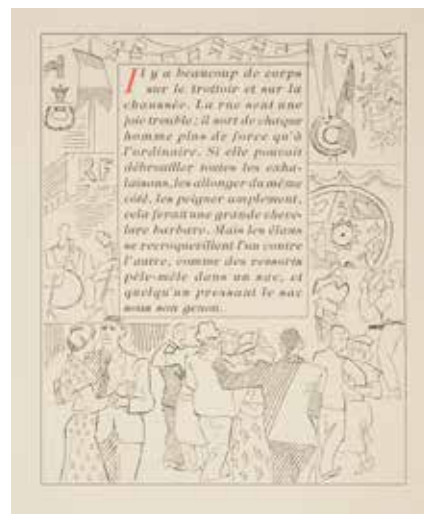 Il y a beaucoup de corps
sur le trottoir et sur la
chaussée. La rue sent une
joie trouble; il sort de chaque
homme plus de force qu'à
l'ordinaire. Si elle pouvait
débrouiller toutes les exha-
laisons, les allonger du même
côté, les peigner amplement,
cela ferait une grande cheve-
lure barbare. Mais les élans
se recroquevillent l'un contre
l'autre, comme des ressorts
pêle-mêle dans un sac, et
quelqu'un pressant le sac
sous son genou.
RF